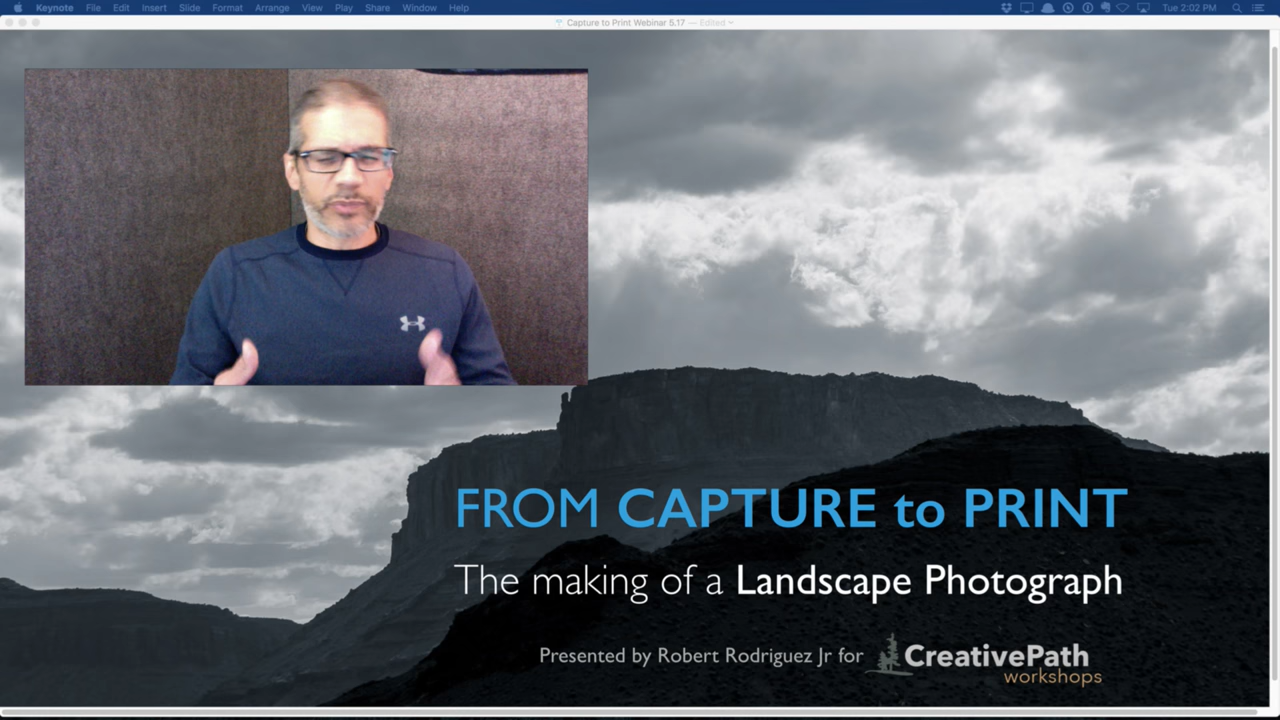 Keynote File Edit Insert Slide Format Arrange View Play Share Window Help Tue 2:02 PM
Capture to Print Webinar 5.17 — Edited
FROM CAPTURE to PRINT
The making of a Landscape Photograph
Presented by Robert Rodriguez Jr for CreativePath
workshops